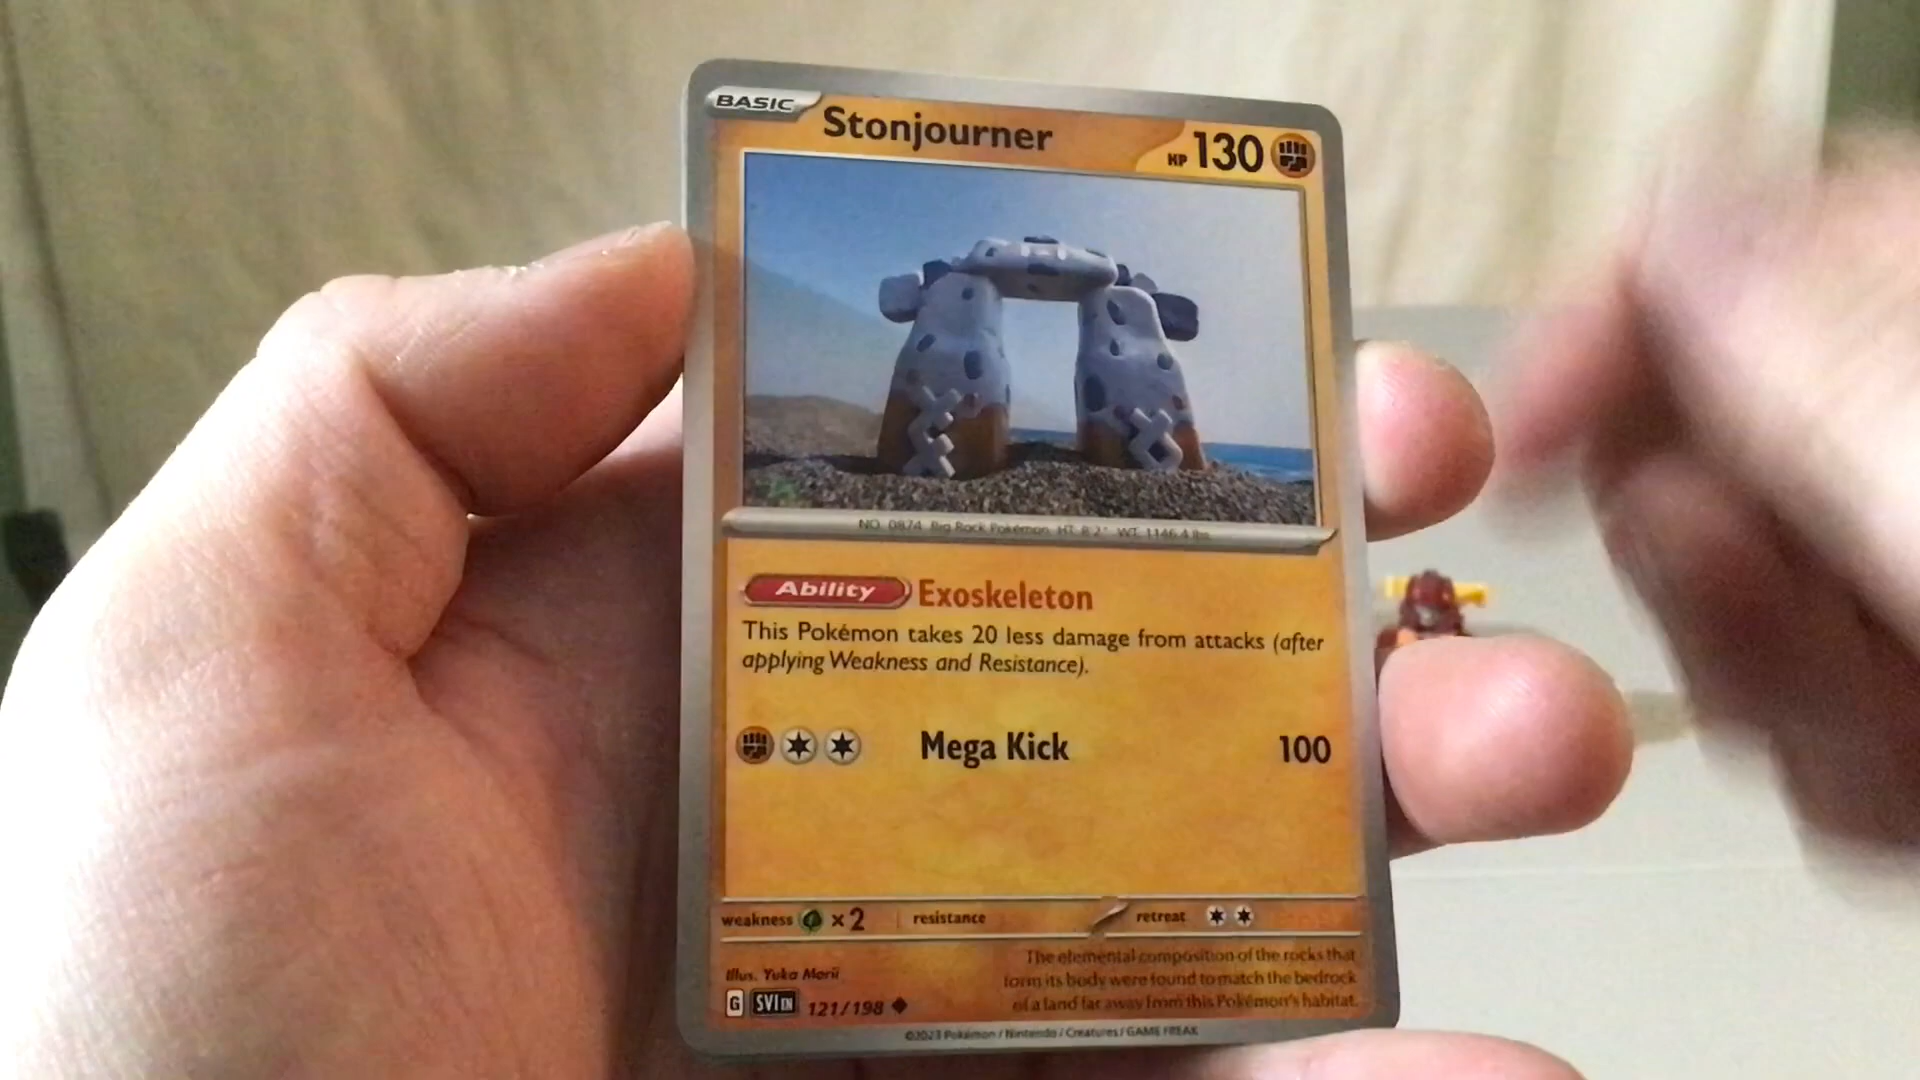 BASIC Stonjourner HP 130
NO. 0874 Big Rock Pokémon HT: 8'2" WT: 1146.4 lbs.
Ability Exoskeleton
This Pokémon takes 20 less damage from attacks (after
applying Weakness and Resistance).
Mega Kick 100
weakness ×2 resistance retreat
Illus. Yuka Morii
The elemental composition of the rocks that
form its body were found to match the bedrock
of a land far away from this Pokémon's habitat.
G SVI EN 121/198
©2023 Pokémon / Nintendo / Creatures / GAME FREAK